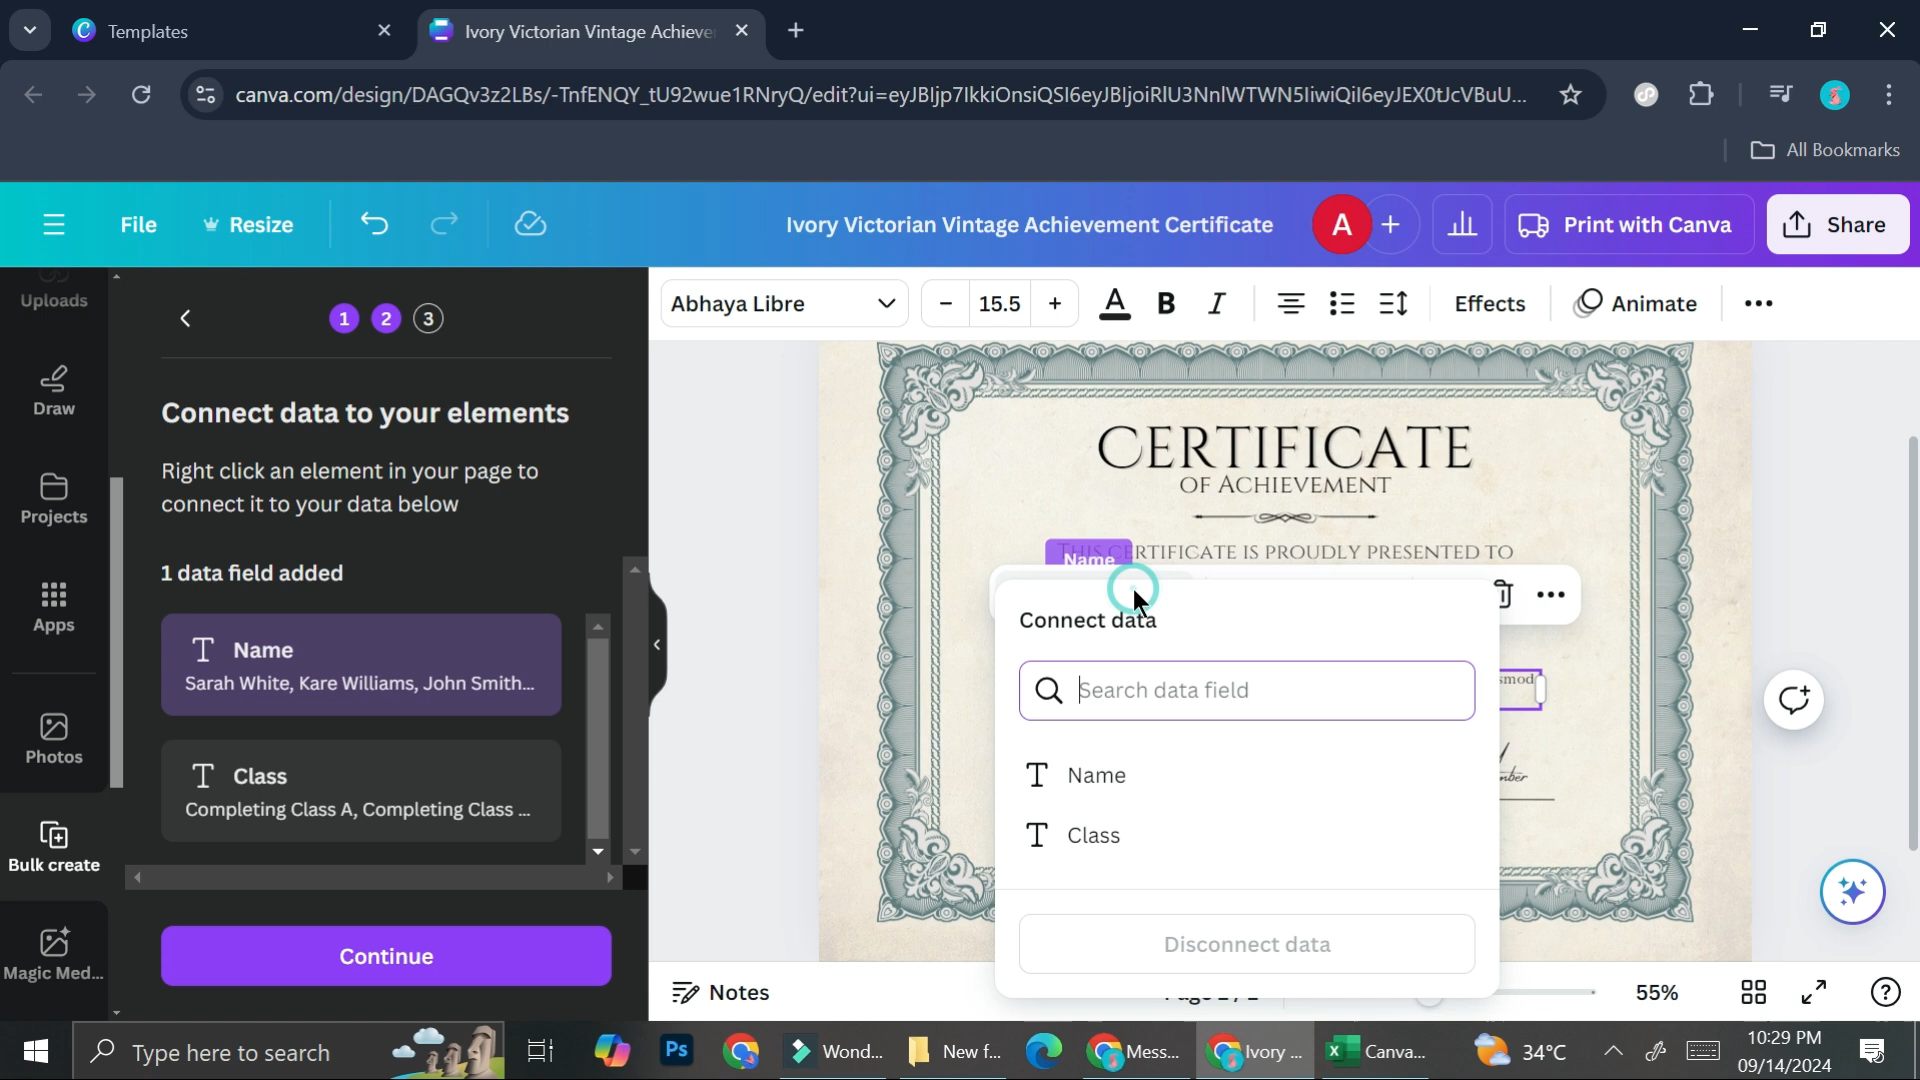 Templates
Ivory Victorian Vintage Achieve
canva.com/design/DAGQv3z2LBs/-TnfENQY_tU92wue1RNryQ/edit?ui=eyJBIjp7IkkiOnsiQSI6eyJBIjoiRlU3NnlWTWN5IiwiQiI6eyJEX0tJcVBuU...
All Bookmarks
File
Resize
Ivory Victorian Vintage Achievement Certificate
A
Print with Canva
Share
Uploads
Draw
Projects
Apps
Photos
Bulk create
Magic Med...
1 2 3
Connect data to your elements
Right click an element in your page to
connect it to your data below
1 data field added
Name
Sarah White, Kare Williams, John Smith...
Class
Completing Class A, Completing Class ...
Continue
Abhaya Libre
15.5
Effects
Animate
CERTIFICATE
OF ACHIEVEMENT
THIS CERTIFICATE IS PROUDLY PRESENTED TO
Name
Connect data
Search data field
Name
Class
Disconnect data
smod
Notes
55%
Type here to search
Ps
Wond...
New f...
Mess...
Ivory ...
Canva...
34°C
10:29 PM
09/14/2024